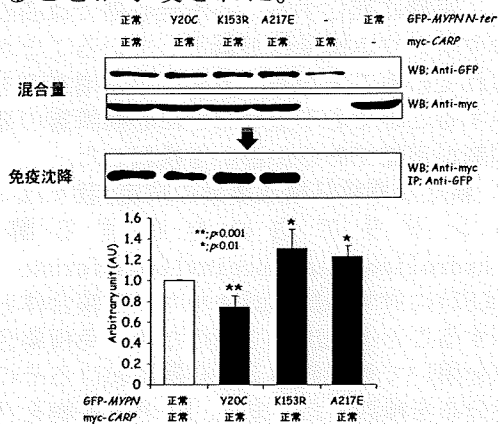 正常 Y20C K153R A217E - 正常 GFP-MYPN N-ter
正常 正常 正常 正常 正常 - myc-CARP
混合量
WB; Anti-GFP
WB; Anti-myc
免疫沈降
WB; Anti-myc
IP; Anti-GFP
1.6
1.4
1.2
1.0
0.8
0.6
0.4
0.2
0
Arbitrary unit (AU)
**; p<0.001
*; p<0.01
**
*
*
GFP-MYPN 正常 Y20C K153R A217E
myc-CARP 正常 正常 正常 正常